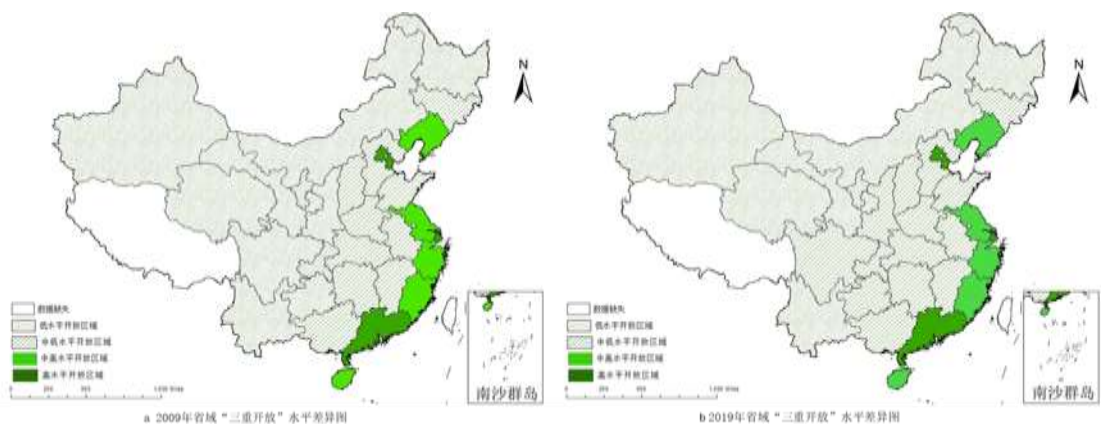 N
数据缺失
低水平开放区域
中低水平开放区域
中高水平开放区域
高水平开放区域
南沙群岛
a 2009年省域“三重开放”水平差异图
N
数据缺失
低水平开放区域
中低水平开放区域
中高水平开放区域
高水平开放区域
南沙群岛
b 2019年省域“三重开放”水平差异图